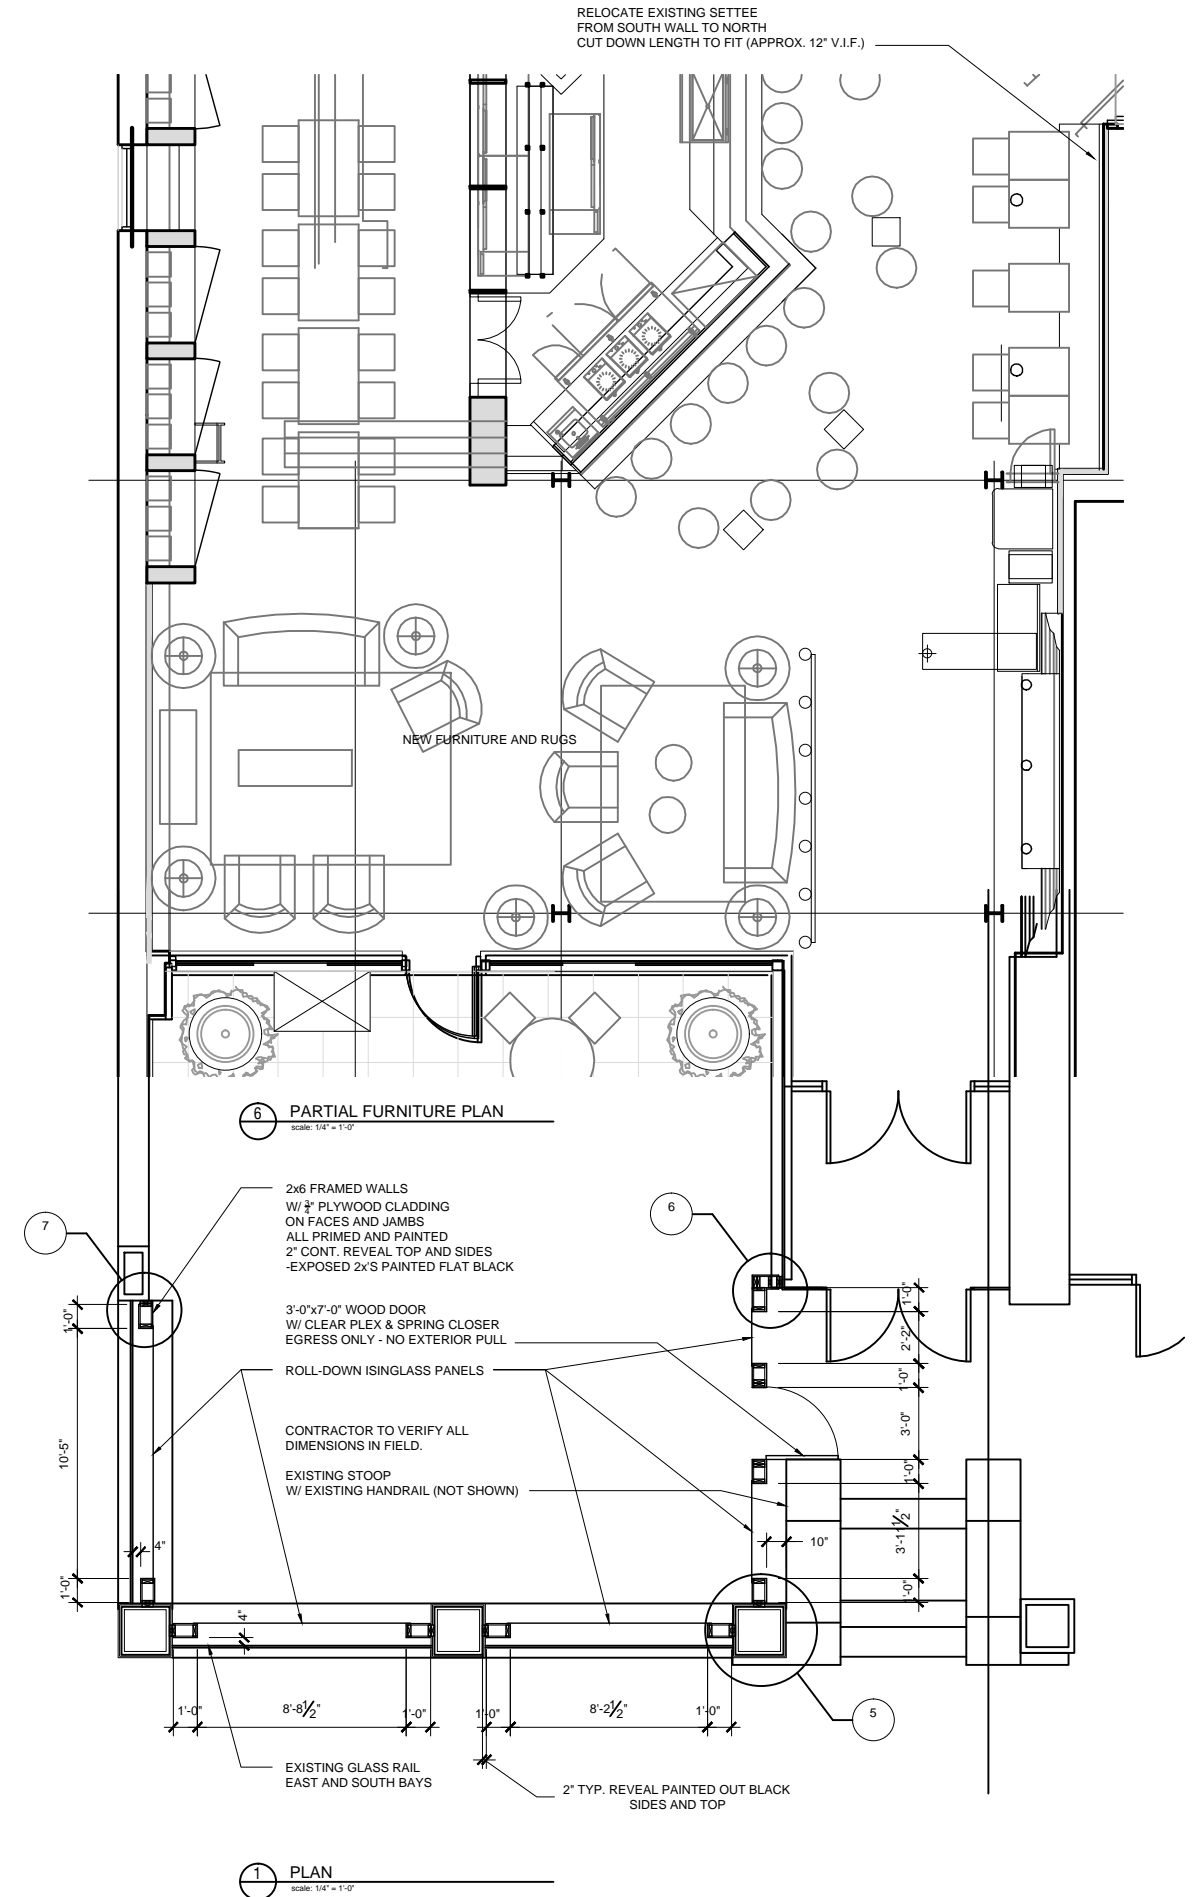 RELOCATE EXISTING SETTEE
FROM SOUTH WALL TO NORTH
CUT DOWN LENGTH TO FIT (APPROX. 12" V.I.F.)
NEW FURNITURE AND RUGS
6
PARTIAL FURNITURE PLAN
scale: 1/4" = 1'-0"
2x6 FRAMED WALLS
W/ 3/4" PLYWOOD CLADDING
ON FACES AND JAMBS
ALL PRIMED AND PAINTED
2" CONT. REVEAL TOP AND SIDES
-EXPOSED 2x'S PAINTED FLAT BLACK
7
6
3'-0"x7'-0" WOOD DOOR
W/ CLEAR PLEX & SPRING CLOSER
EGRESS ONLY - NO EXTERIOR PULL
ROLL-DOWN ISINGLASS PANELS
CONTRACTOR TO VERIFY ALL
DIMENSIONS IN FIELD.
EXISTING STOOP
W/ EXISTING HANDRAIL (NOT SHOWN)
1'-0"
10'-5"
1'-0"
4"
4"
1'-0"
2'-2"
1'-0"
3'-0"
1'-0"
3'-11 1/2"
1'-0"
10"
1'-0"
8'-8 1/2"
1'-0"
1'-0"
8'-2 1/2"
1'-0"
5
EXISTING GLASS RAIL
EAST AND SOUTH BAYS
2" TYP. REVEAL PAINTED OUT BLACK
SIDES AND TOP
1
PLAN
scale: 1/4" = 1'-0"